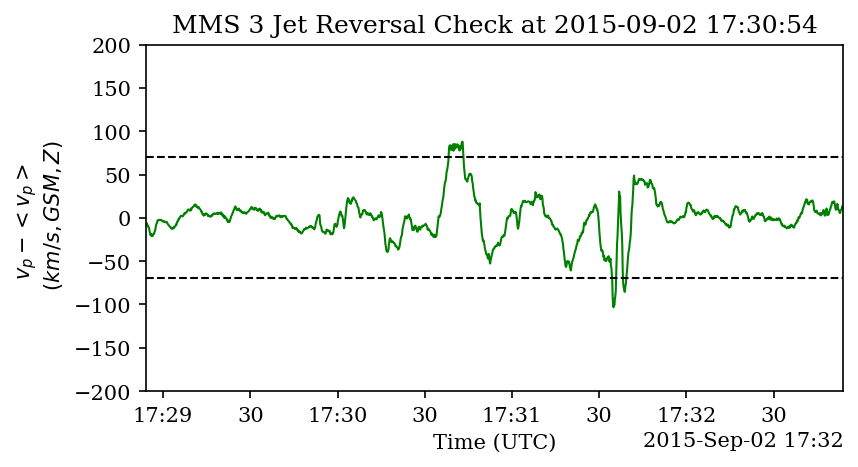 MMS 3 Jet Reversal Check at 2015-09-02 17:30:54
200
150
100
50
0
−50
−100
−150
−200
v_p − < v_p >
(km/s, GSM, Z)
17:29 30 17:30 30 17:31 30 17:32 30
Time (UTC) 2015-Sep-02 17:32